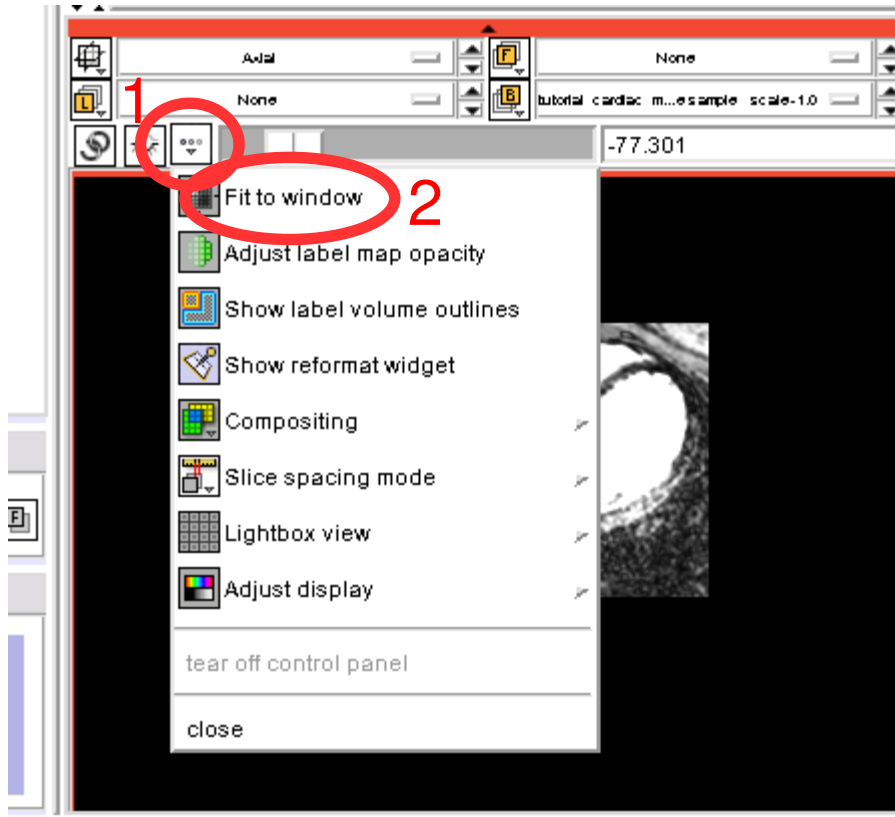 Axial
F
None
L
None
B
tutorial cardiac m...esample scale-1.0
1
-77.301
Fit to window
2
Adjust label map opacity
Show label volume outlines
Show reformat widget
Compositing
Slice spacing mode
F
Lightbox view
Adjust display
tear off control panel
close